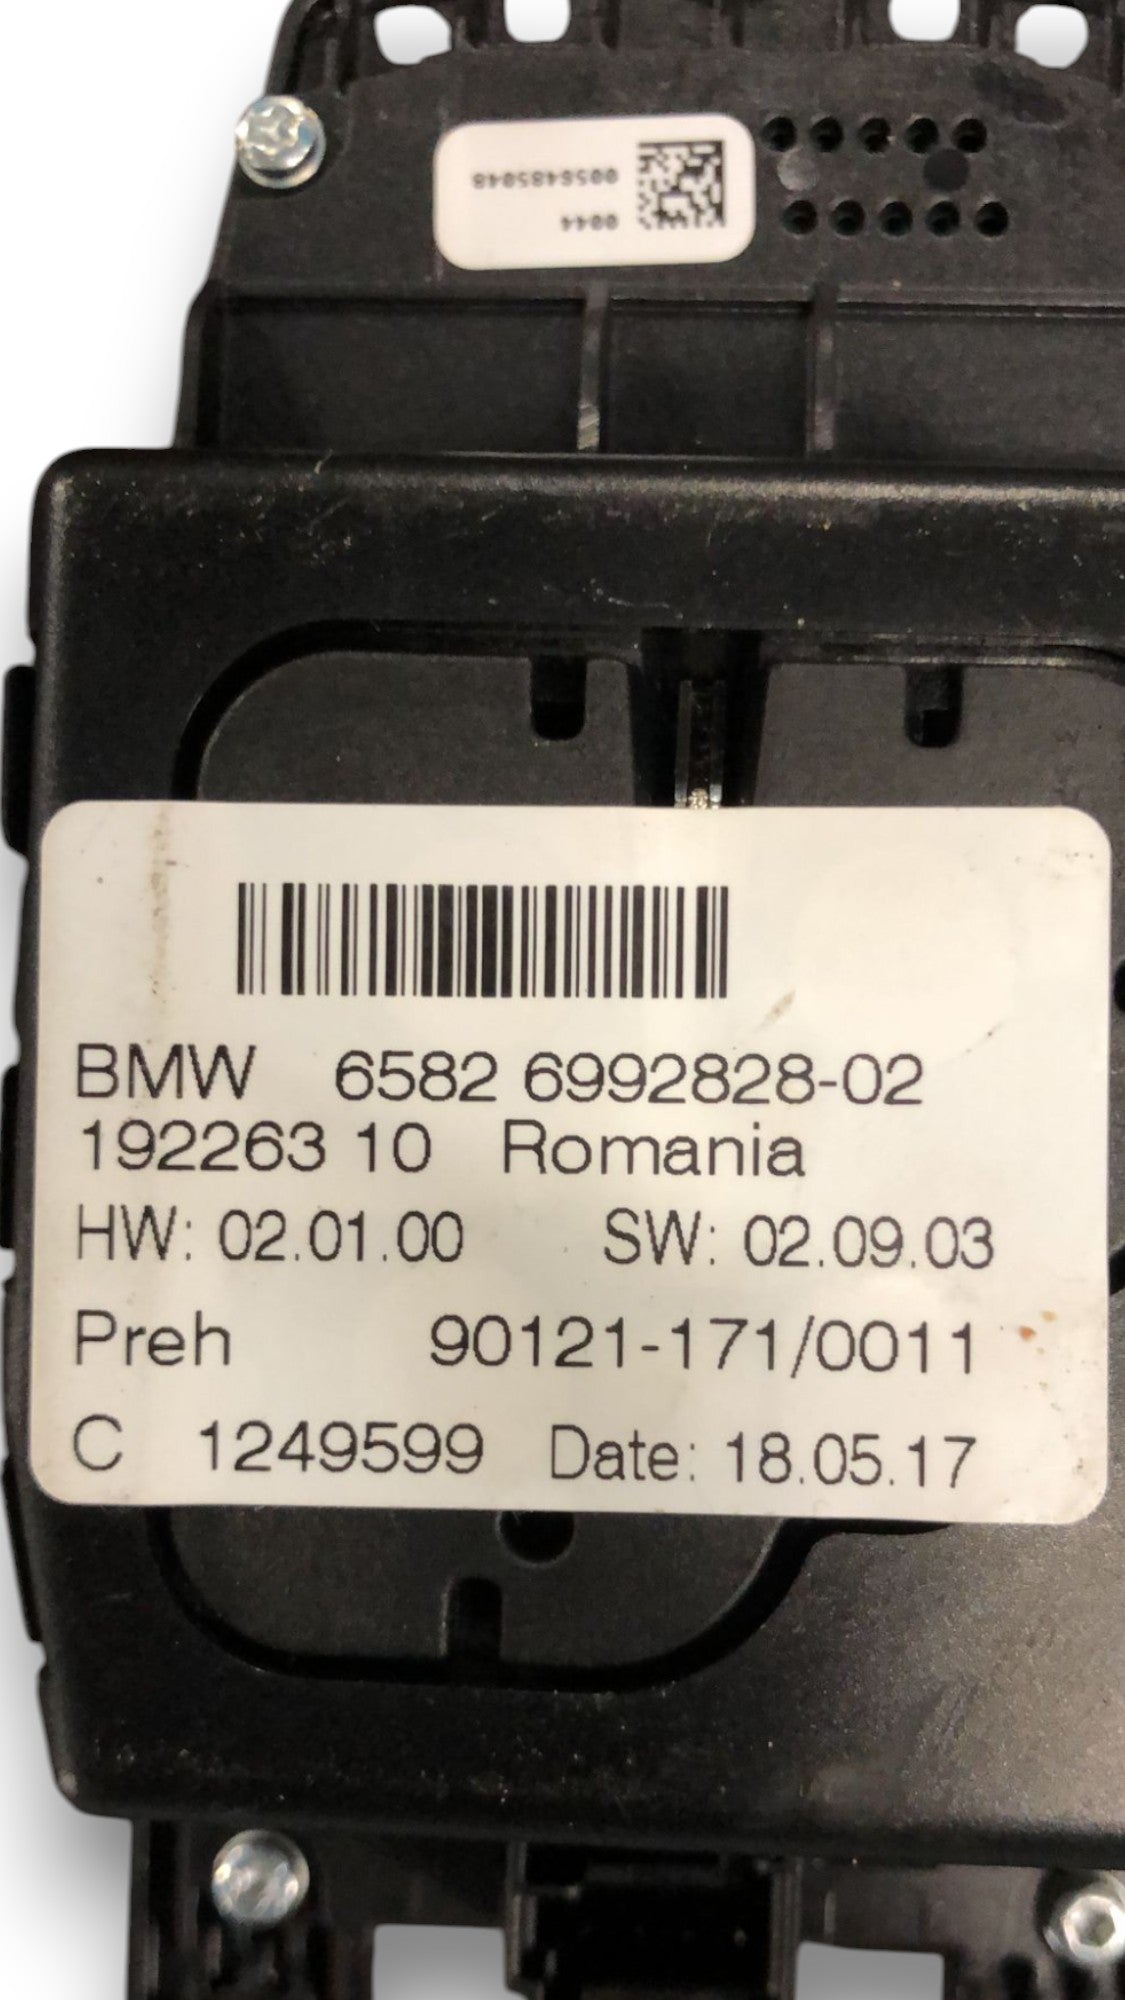 0044
0056485048
BMW 6582 6992828-02
192263 10 Romania
HW: 02.01.00 SW: 02.09.03
Preh 90121-171/0011
C 1249599 Date: 18.05.17